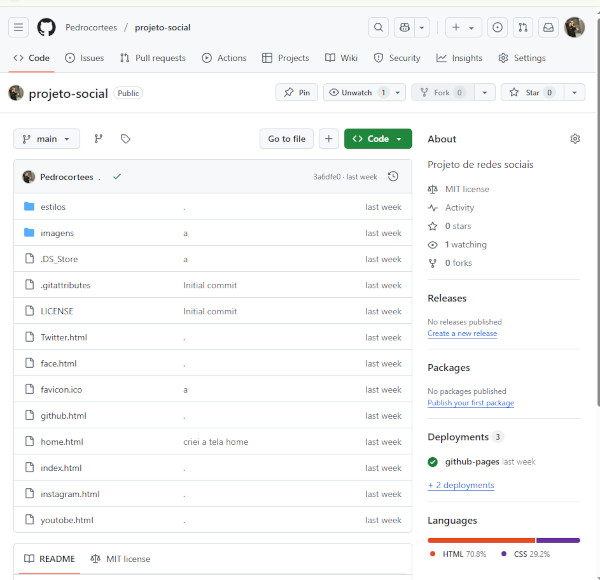 Pedrocortees / projeto-social
Code Issues Pull requests Actions Projects Wiki Security Insights Settings
projeto-social Public Pin Unwatch 1 Fork 0 Star 0
main Go to file + Code
Pedrocortees . 3a6dfe0 · last week
estilos . last week
imagens a last week
.DS_Store a last week
.gitattributes Initial commit last week
LICENSE Initial commit last week
Twitter.html . last week
face.html . last week
favicon.ico a last week
github.html . last week
home.html criei a tela home last week
index.html . last week
instagram.html . last week
youtobe.html . last week
README MIT license
About
Projeto de redes sociais
MIT license
Activity
0 stars
1 watching
0 forks
Releases
No releases published
Create a new release
Packages
No packages published
Publish your first package
Deployments 3
github-pages last week
+ 2 deployments
Languages
HTML 70.8% CSS 29.2%